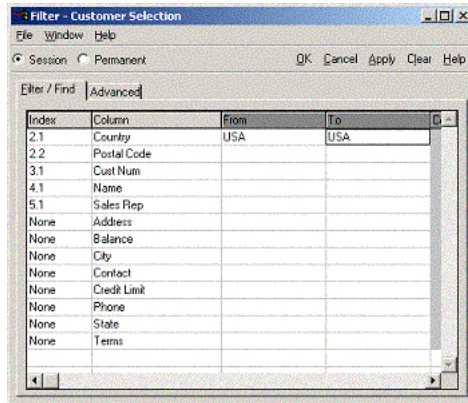 Filter - Customer Selection
File Window Help
Session Permanent OK Cancel Apply Clear Help
Filter / Find Advanced
Index Column From To
2.1 Country USA USA
2.2 Postal Code
3.1 Cust Num
4.1 Name
5.1 Sales Rep
None Address
None Balance
None City
None Contact
None Credit Limit
None Phone
None State
None Terms